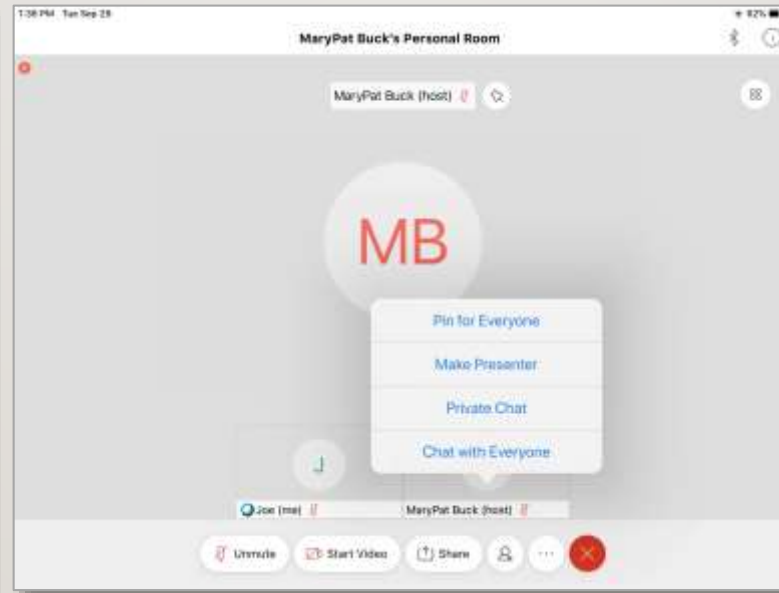 1:38 PM Tue Sep 29
92%
MaryPat Buck's Personal Room
MaryPat Buck (host)
MB
Pin for Everyone
Make Presenter
Private Chat
Chat with Everyone
J
Joe (me)
MaryPat Buck (host)
Unmute
Start Video
Share